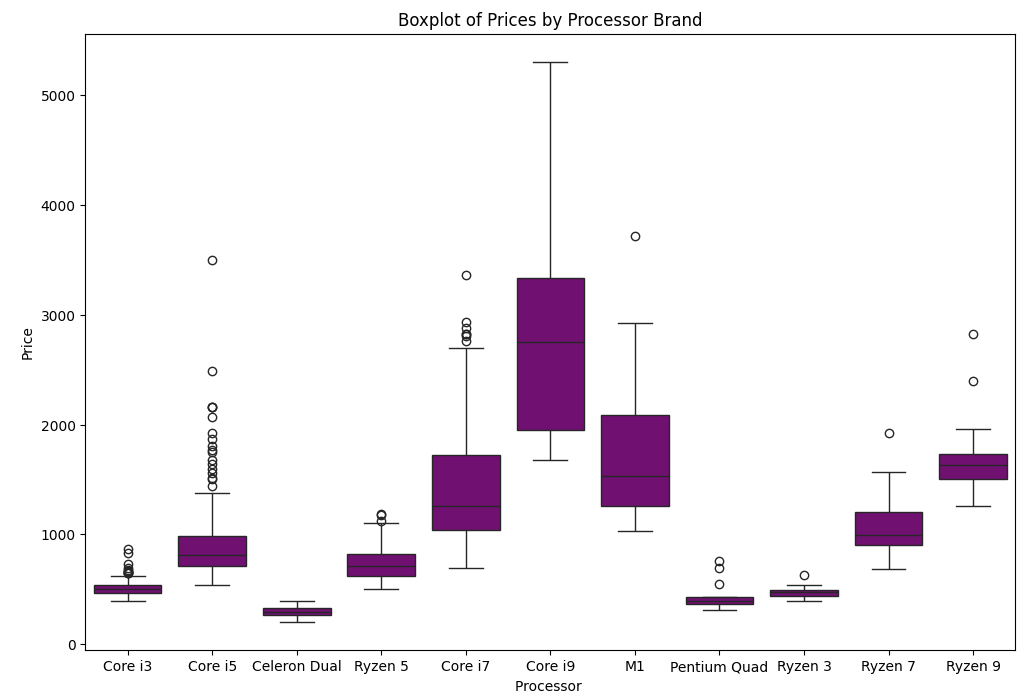 Boxplot of Prices by Processor Brand
Price
5000
4000
3000
2000
1000
0
Core i3 Core i5 Celeron Dual Ryzen 5 Core i7 Core i9 M1 Pentium Quad Ryzen 3 Ryzen 7 Ryzen 9
Processor